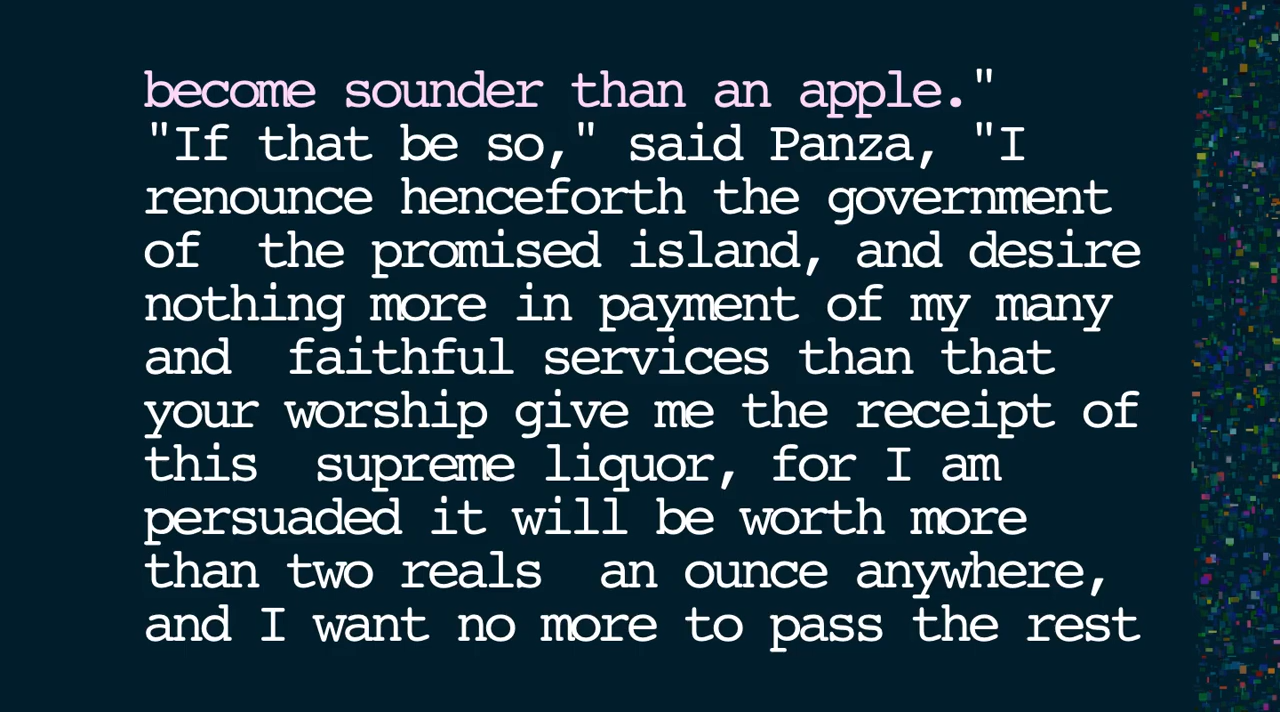 become sounder than an apple."
"If that be so," said Panza, "I
renounce henceforth the government
of  the promised island, and desire
nothing more in payment of my many
and  faithful services than that
your worship give me the receipt of
this  supreme liquor, for I am
persuaded it will be worth more
than two reals  an ounce anywhere,
and I want no more to pass the rest